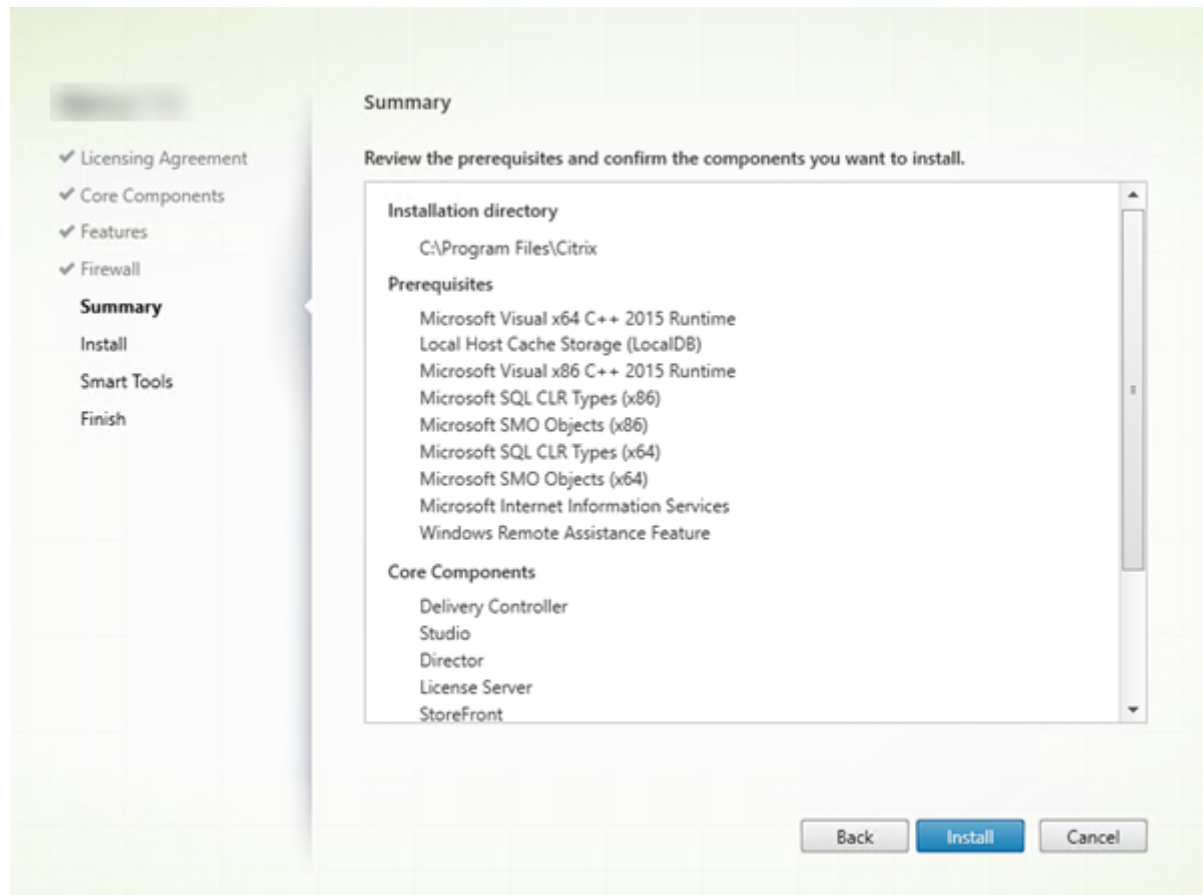 Licensing Agreement
Core Components
Features
Firewall
Summary
Install
Smart Tools
Finish
Summary
Review the prerequisites and confirm the components you want to install.
Installation directory
C:\Program Files\Citrix
Prerequisites
Microsoft Visual x64 C++ 2015 Runtime
Local Host Cache Storage (LocalDB)
Microsoft Visual x86 C++ 2015 Runtime
Microsoft SQL CLR Types (x86)
Microsoft SMO Objects (x86)
Microsoft SQL CLR Types (x64)
Microsoft SMO Objects (x64)
Microsoft Internet Information Services
Windows Remote Assistance Feature
Core Components
Delivery Controller
Studio
Director
License Server
StoreFront
Back
Install
Cancel